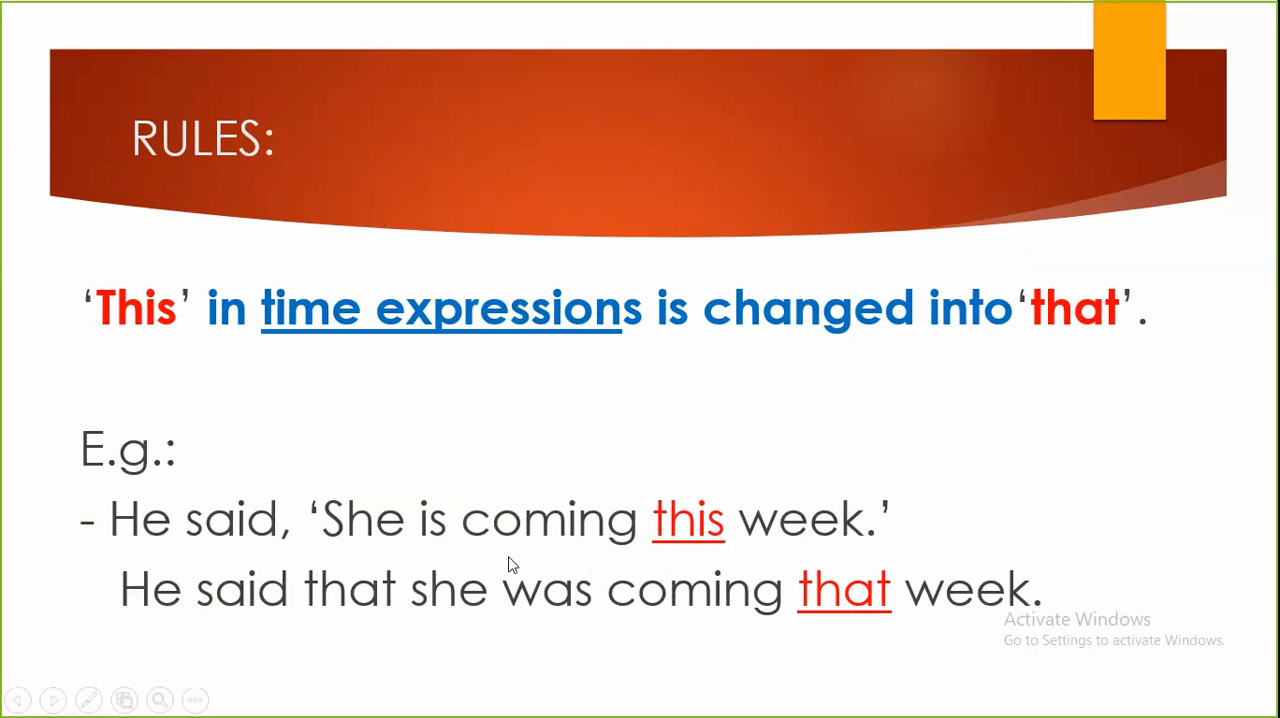 RULES:
‘This’ in time expressions is changed into ‘that’.
E.g.:
- He said, ‘She is coming this week.’
He said that she was coming that week.
Activate Windows
Go to Settings to activate Windows.